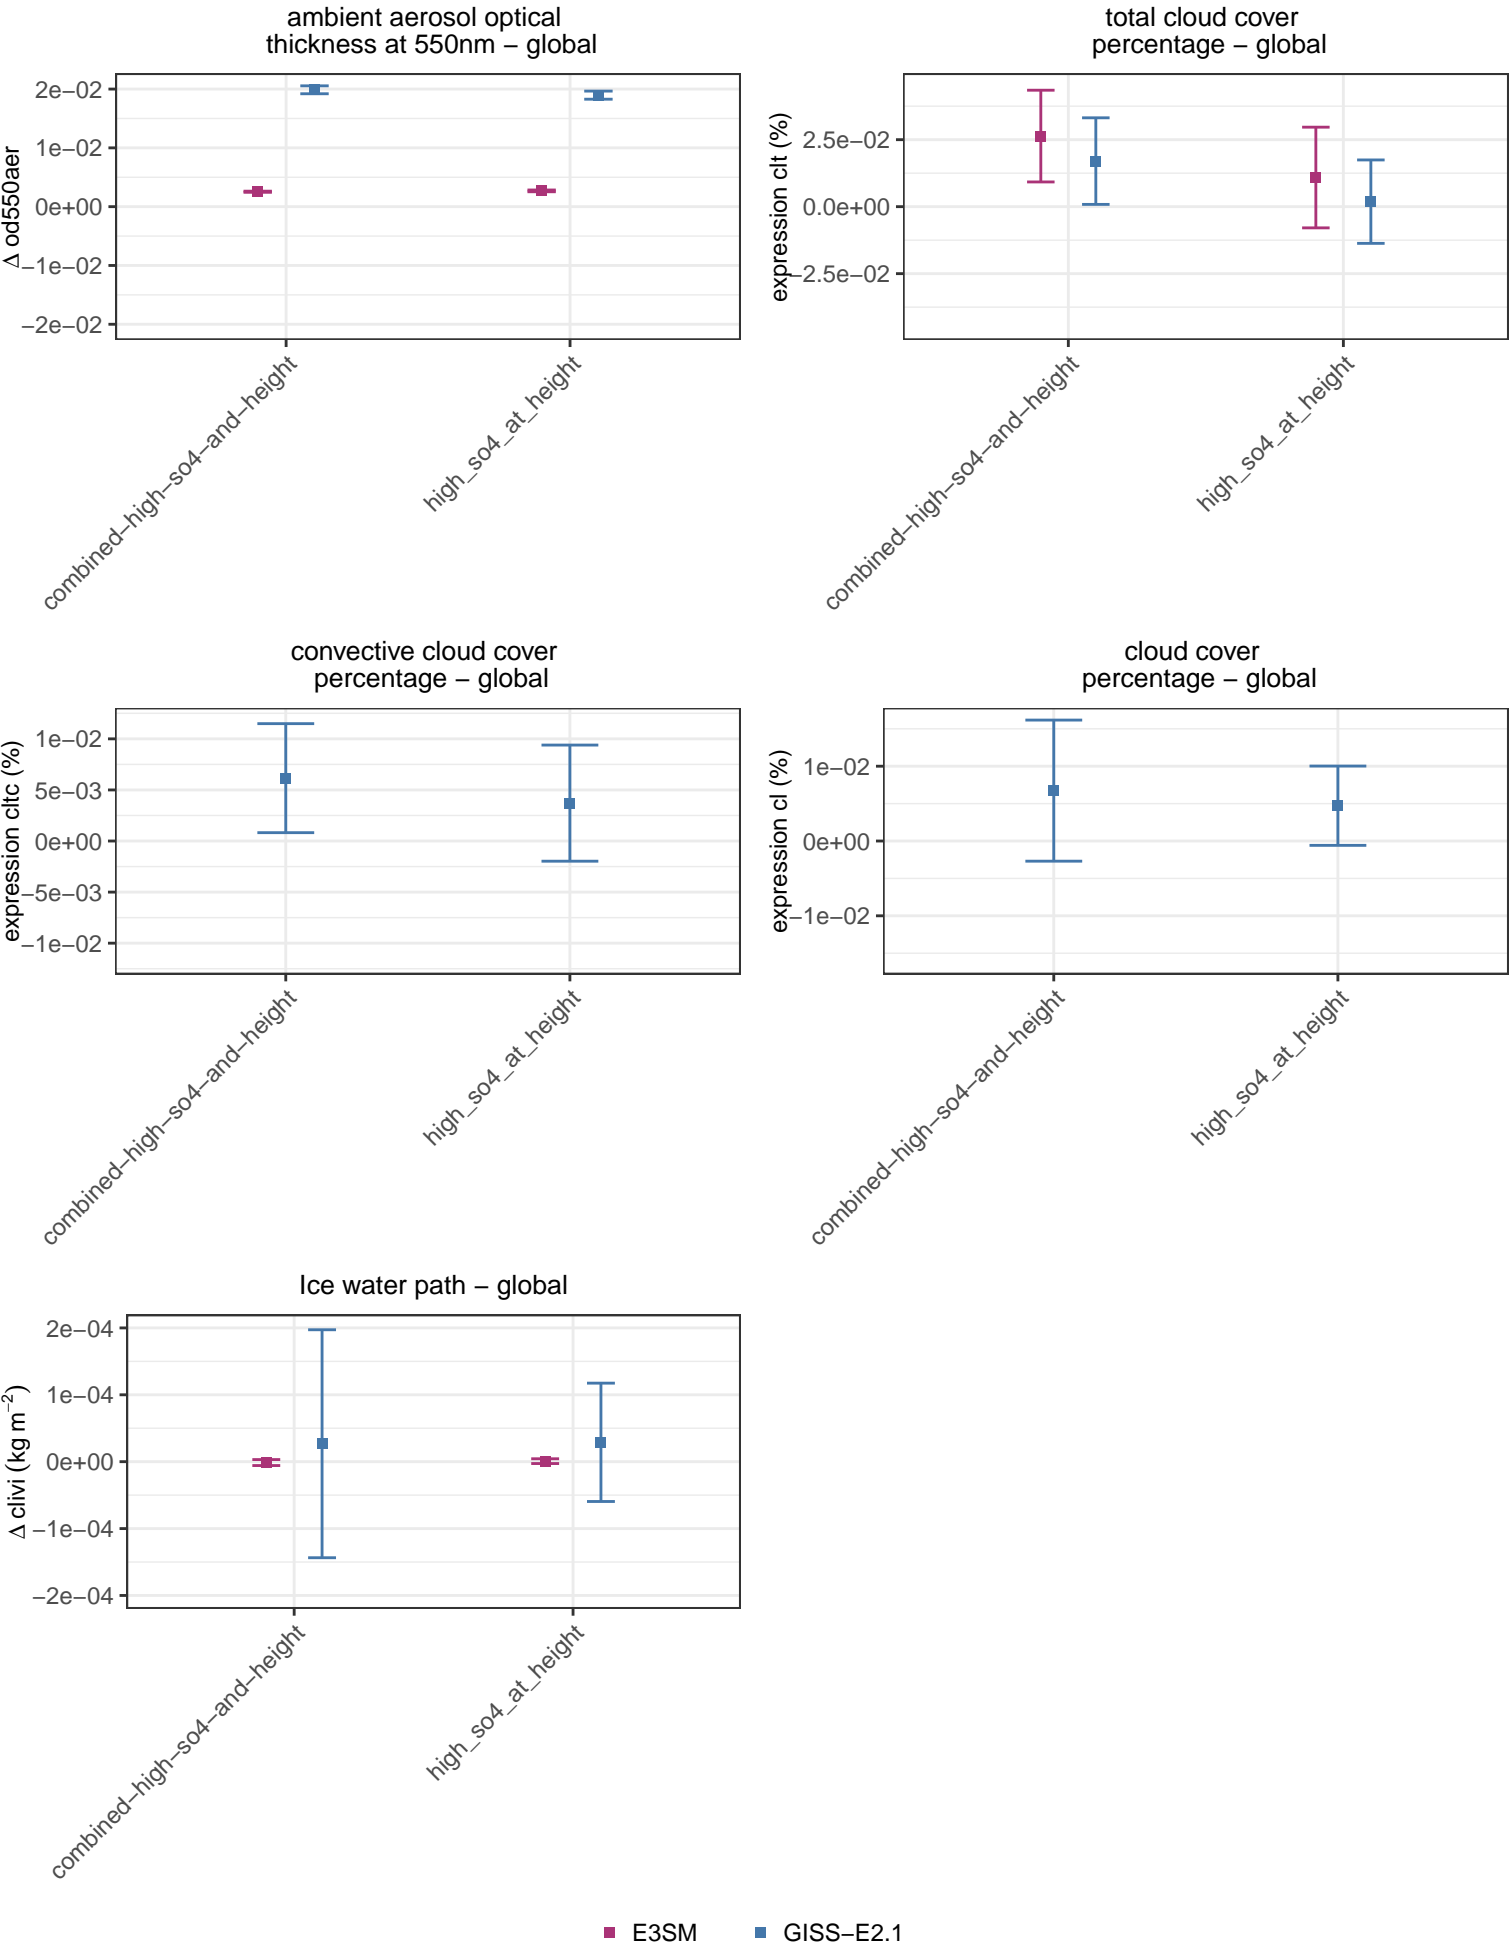 ambient aerosol optical
thickness at 550nm – global
Δ od550aer
2e−02
1e−02
0e+00
−1e−02
−2e−02
combined−high−so4−and−height
high_so4_at_height
total cloud cover
percentage – global
expression clt (%)
2.5e−02
0.0e+00
−2.5e−02
combined−high−so4−and−height
high_so4_at_height
convective cloud cover
percentage – global
expression cltc (%)
1e−02
5e−03
0e+00
−5e−03
−1e−02
combined−high−so4−and−height
high_so4_at_height
cloud cover
percentage – global
expression cl (%)
1e−02
0e+00
−1e−02
combined−high−so4−and−height
high_so4_at_height
Ice water path – global
Δ clivi (kg m⁻²)
2e−04
1e−04
0e+00
−1e−04
−2e−04
combined−high−so4−and−height
high_so4_at_height
E3SM
GISS−E2.1